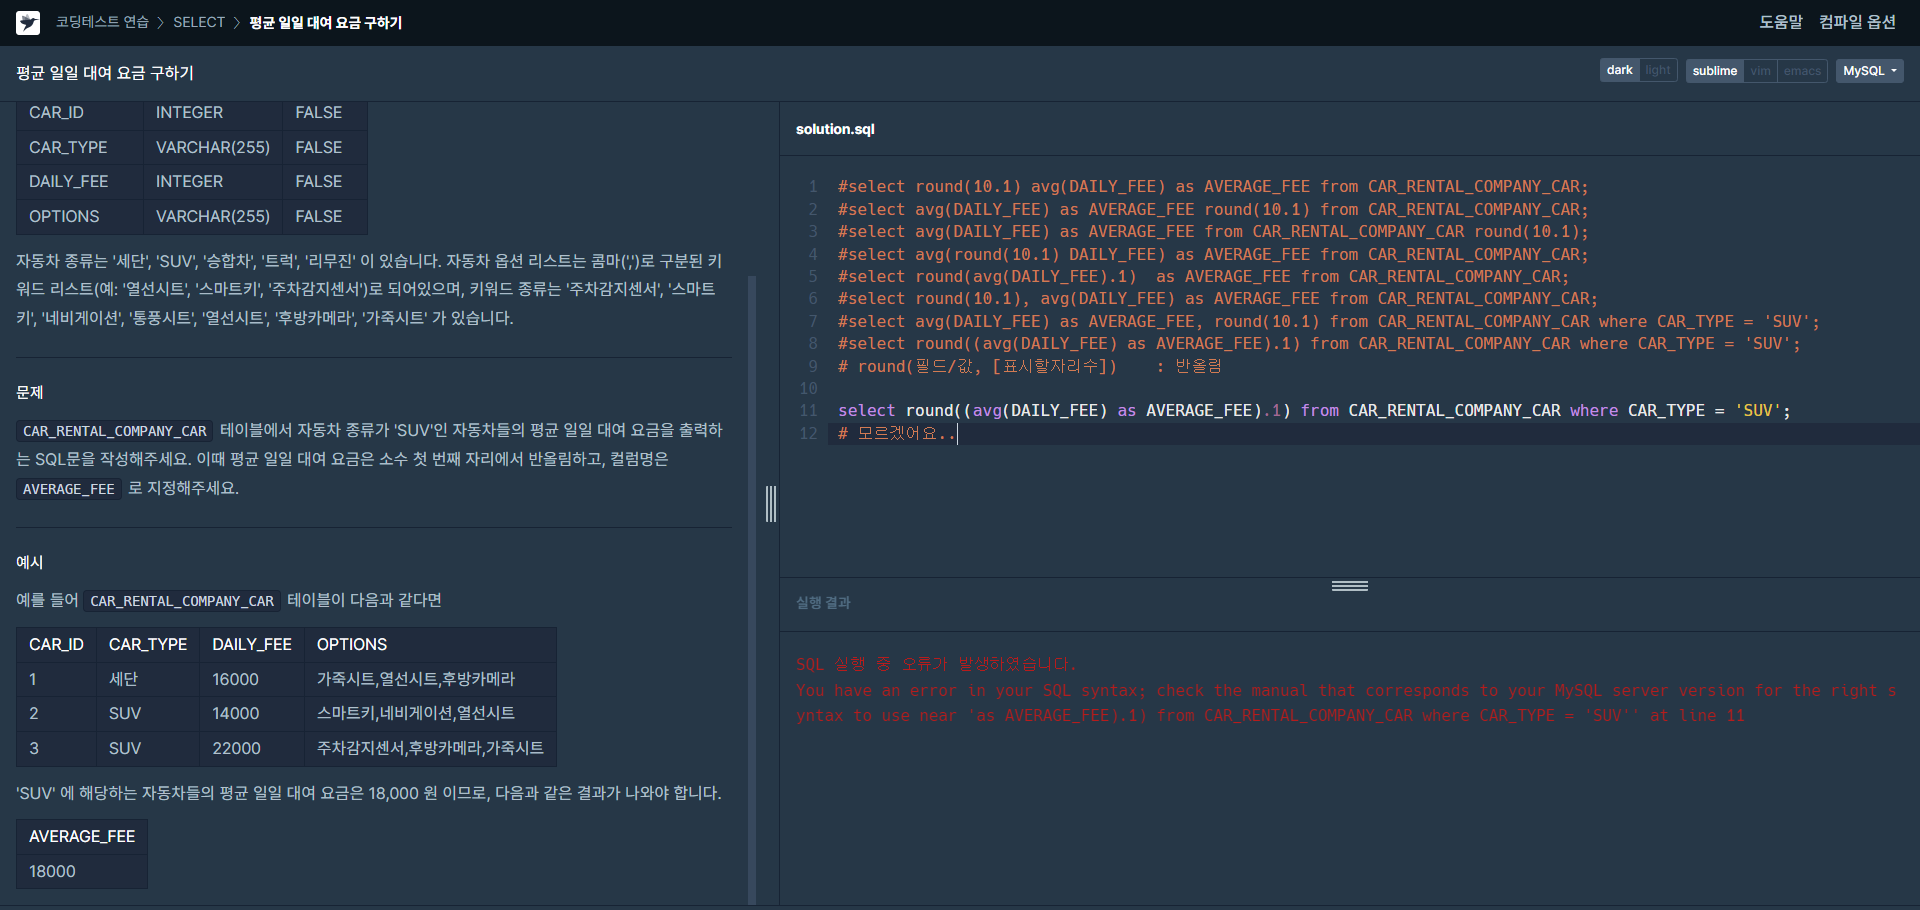 코딩테스트 연습 > SELECT > 평균 일일 대여 요금 구하기
도움말 컴파일 옵션
평균 일일 대여 요금 구하기
dark light sublime vim emacs MySQL
CAR_ID INTEGER FALSE
CAR_TYPE VARCHAR(255) FALSE
DAILY_FEE INTEGER FALSE
OPTIONS VARCHAR(255) FALSE
자동차 종류는 '세단', 'SUV', '승합차', '트럭', '리무진' 이 있습니다. 자동차 옵션 리스트는 콤마(',')로 구분된 키
워드 리스트(예: '열선시트', '스마트키', '주차감지센서')로 되어있으며, 키워드 종류는 '주차감지센서', '스마트
키', '네비게이션', '통풍시트', '열선시트', '후방카메라', '가죽시트' 가 있습니다.
문제
CAR_RENTAL_COMPANY_CAR 테이블에서 자동차 종류가 'SUV'인 자동차들의 평균 일일 대여 요금을 출력하
는 SQL문을 작성해주세요. 이때 평균 일일 대여 요금은 소수 첫 번째 자리에서 반올림하고, 컬럼명은
AVERAGE_FEE 로 지정해주세요.
예시
예를 들어 CAR_RENTAL_COMPANY_CAR 테이블이 다음과 같다면
CAR_ID CAR_TYPE DAILY_FEE OPTIONS
1 세단 16000 가죽시트,열선시트,후방카메라
2 SUV 14000 스마트키,네비게이션,열선시트
3 SUV 22000 주차감지센서,후방카메라,가죽시트
'SUV' 에 해당하는 자동차들의 평균 일일 대여 요금은 18,000 원 이므로, 다음과 같은 결과가 나와야 합니다.
AVERAGE_FEE
18000
solution.sql
1 #select round(10.1) avg(DAILY_FEE) as AVERAGE_FEE from CAR_RENTAL_COMPANY_CAR;
2 #select avg(DAILY_FEE) as AVERAGE_FEE round(10.1) from CAR_RENTAL_COMPANY_CAR;
3 #select avg(DAILY_FEE) as AVERAGE_FEE from CAR_RENTAL_COMPANY_CAR round(10.1);
4 #select avg(round(10.1) DAILY_FEE) as AVERAGE_FEE from CAR_RENTAL_COMPANY_CAR;
5 #select round(avg(DAILY_FEE).1)  as AVERAGE_FEE from CAR_RENTAL_COMPANY_CAR;
6 #select round(10.1), avg(DAILY_FEE) as AVERAGE_FEE from CAR_RENTAL_COMPANY_CAR;
7 #select avg(DAILY_FEE) as AVERAGE_FEE, round(10.1) from CAR_RENTAL_COMPANY_CAR where CAR_TYPE = 'SUV';
8 #select round((avg(DAILY_FEE) as AVERAGE_FEE).1) from CAR_RENTAL_COMPANY_CAR where CAR_TYPE = 'SUV';
9 # round(필드/값, [표시할자리수])    : 반올림
10
11 select round((avg(DAILY_FEE) as AVERAGE_FEE).1) from CAR_RENTAL_COMPANY_CAR where CAR_TYPE = 'SUV';
12 # 모르겠어요..
실행 결과
SQL 실행 중 오류가 발생하였습니다.
You have an error in your SQL syntax; check the manual that corresponds to your MySQL server version for the right s
yntax to use near 'as AVERAGE_FEE).1) from CAR_RENTAL_COMPANY_CAR where CAR_TYPE = 'SUV'' at line 11